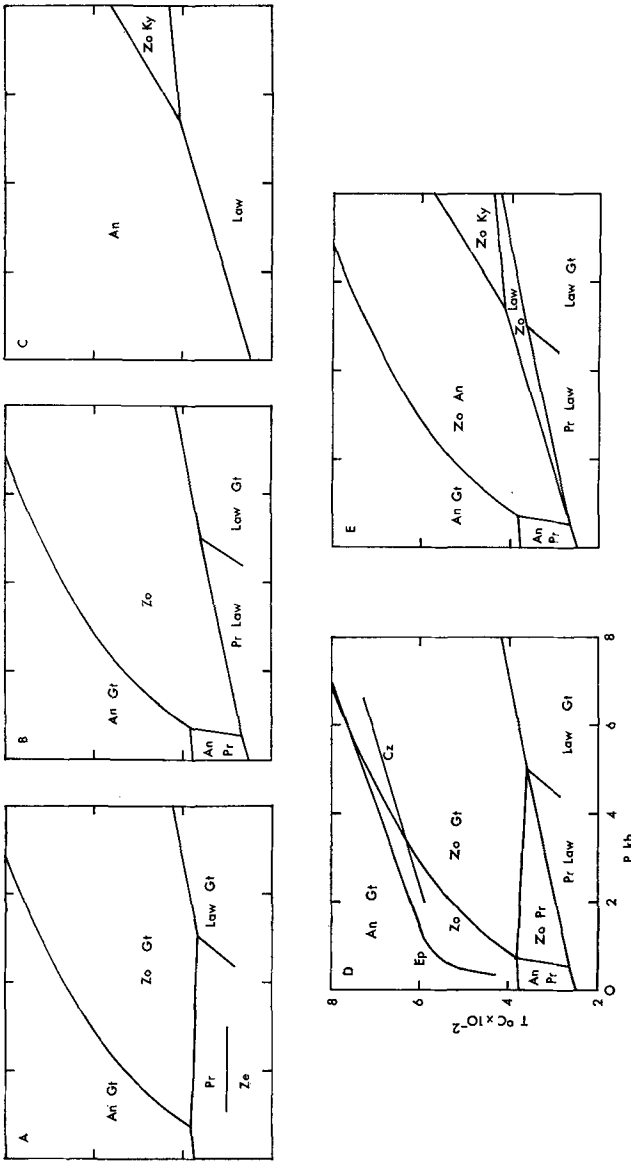 A
An Gt
Zo Gt
Pr
Ze
Law Gt
B
An Gt
Zo
An
Pr
Pr Law
Law Gt
C
An
Zo Ky
Law
D
An Gt
Ep
Cz
Zo
Zo Gt
An
Pr
Zo Pr
Pr Law
Law Gt
8
6
4
2
T °C × 10⁻²
0 2 4 6 8
P kb
E
An Gt
Zo An
Zo Ky
Law
Zo
An
Pr
Pr Law
Law Gt